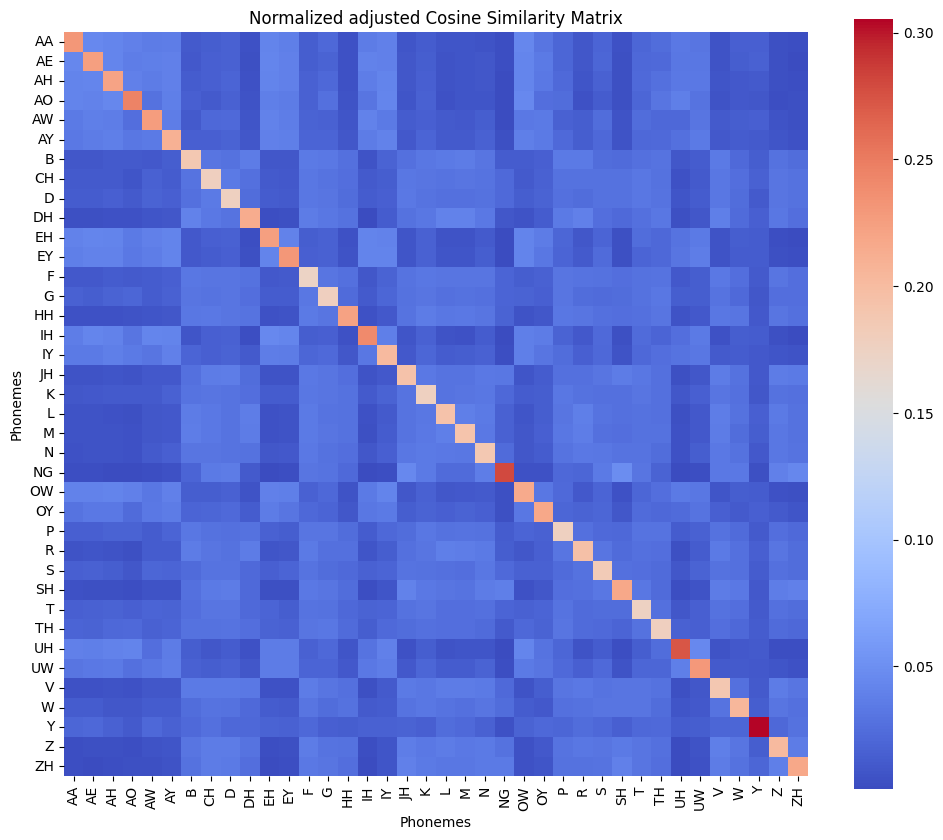 Normalized adjusted Cosine Similarity Matrix
Phonemes
AA
AE
AH
AO
AW
AY
B
CH
D
DH
EH
EY
F
G
HH
IH
IY
JH
K
L
M
N
NG
OW
OY
P
R
S
SH
T
TH
UH
UW
V
W
Y
Z
ZH
AA AE AH AO AW AY B CH D DH EH EY F G HH IH IY JH K L M N NG OW OY P R S SH T TH UH UW V W Y Z ZH
Phonemes
0.30
0.25
0.20
0.15
0.10
0.05